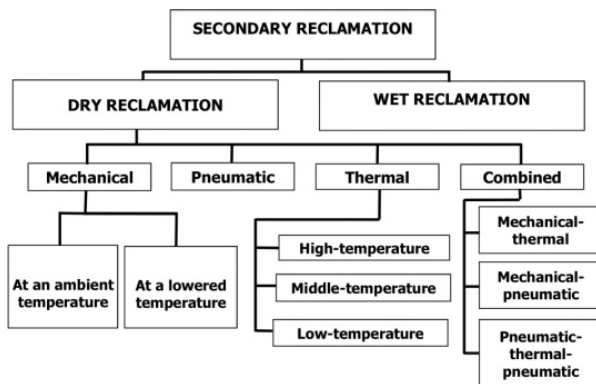 SECONDARY RECLAMATION
DRY RECLAMATION
WET RECLAMATION
Mechanical
Pneumatic
Thermal
Combined
At an ambient
temperature
At a lowered
temperature
High-temperature
Middle-temperature
Low-temperature
Mechanical-
thermal
Mechanical-
pneumatic
Pneumatic-
thermal-
pneumatic